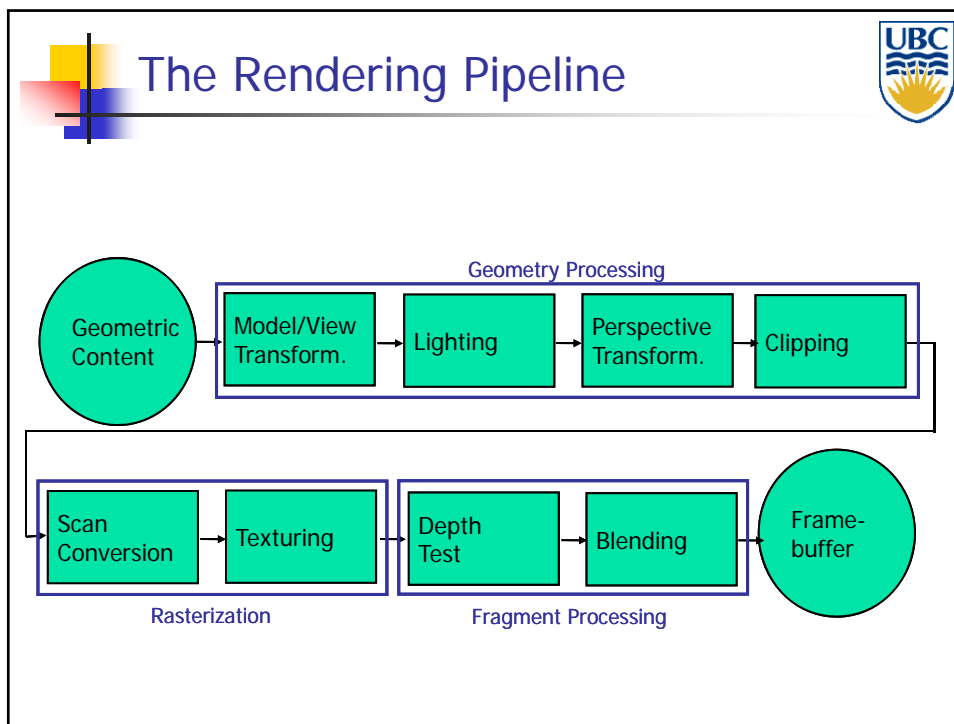 The Rendering Pipeline
UBC
Geometry Processing
Geometric
Content
Model/View
Transform.
Lighting
Perspective
Transform.
Clipping
Scan
Conversion
Texturing
Depth
Test
Blending
Frame-
buffer
Rasterization
Fragment Processing